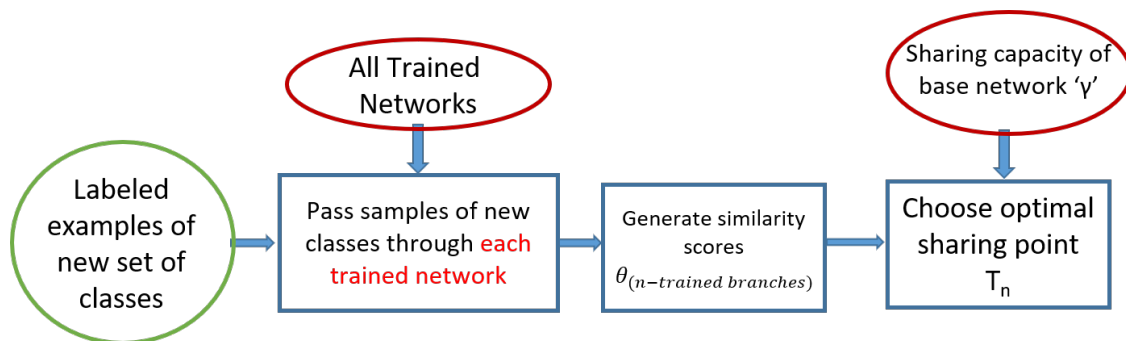 Labeled
examples of
new set of
classes
All Trained
Networks
Pass samples of new
classes through each
trained network
Generate similarity
scores
θ(n−trained branches)
Sharing capacity of
base network ‘γ’
Choose optimal
sharing point
Tn